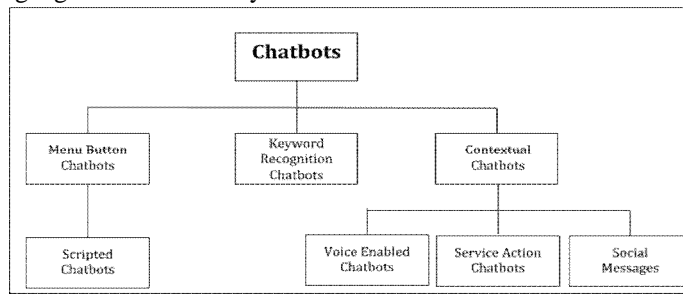 Chatbots
Menu Button
Chatbots
Keyword
Recognition
Chatbots
Contextual
Chatbots
Scripted
Chatbots
Voice Enabled
Chatbots
Service Action
Chatbots
Social
Messages